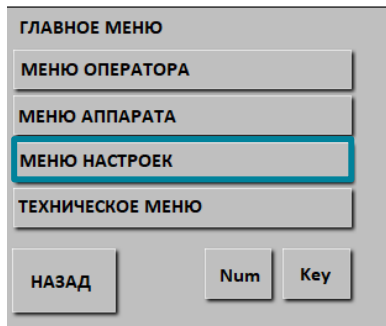 ГЛАВНОЕ МЕНЮ
МЕНЮ ОПЕРАТОРА
МЕНЮ АППАРАТА
МЕНЮ НАСТРОЕК
ТЕХНИЧЕСКОЕ МЕНЮ
НАЗАД Num Key